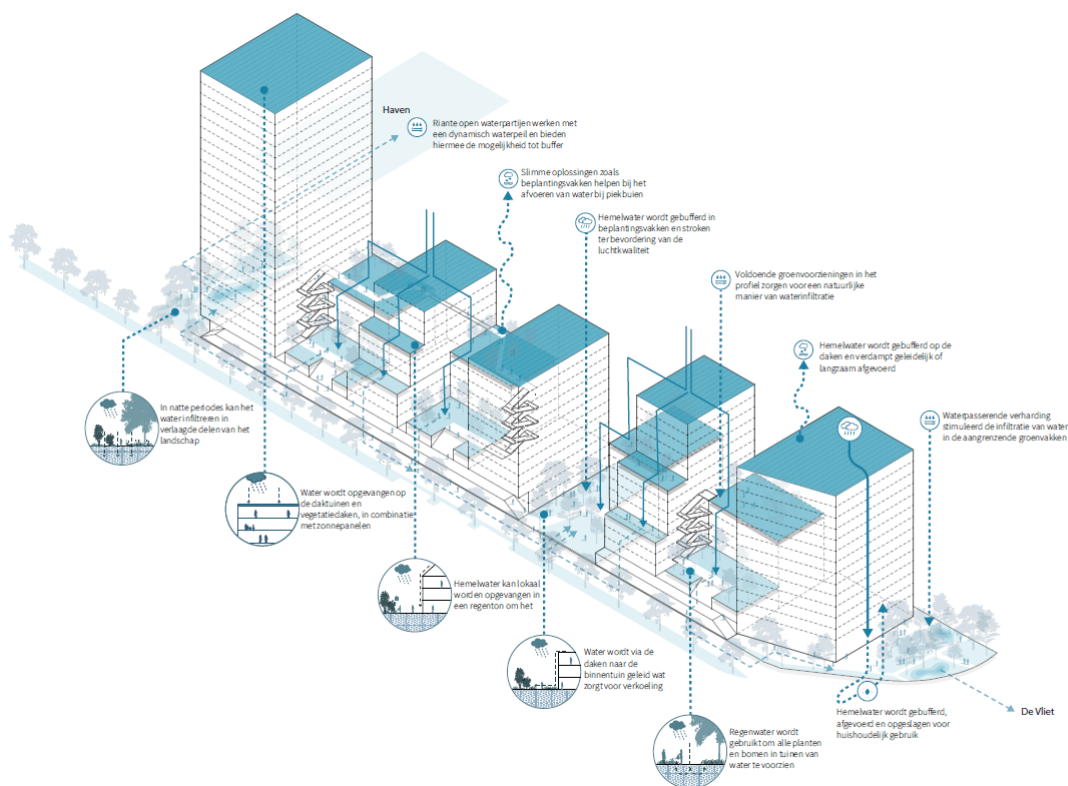 Haven
Riante open waterpartijen werken met
een dynamisch waterpeil en bieden
hiermee de mogelijkheid tot buffer
Slimme oplossingen zoals
beplantingsvakken helpen bij het
afvoeren van water bij piekbuien
Hemelwater wordt gebufferd in
beplantingsvakken en stroken
ter bevordering van de
luchtkwaliteit
Voldoende groenvoorzieningen in het
profiel zorgen voor een natuurlijke
manier van waterinfiltratie
Hemelwater wordt gebufferd op de
daken en verdampt geleidelijk of
langzaam afgevoerd
Waterpasserende verharding
stimuleerd de infiltratie van water
in de aangrenzende groenvakken
In natte periodes kan het
water infiltreren in
verlaagde delen van het
landschap
Water wordt opgevangen op
de daktuinen en
vegetatiedaken, in combinatie
met zonnepanelen
Hemelwater kan lokaal
worden opgevangen in
een regenton om het
Water wordt via de
daken naar de
binnentuin geleid wat
zorgt voor verkoeling
Regenwater wordt
gebruikt om alle planten
en bomen in tuinen van
water te voorzien
Hemelwater wordt gebufferd,
afgevoerd en opgeslagen voor
huishoudelijk gebruik
De Vliet